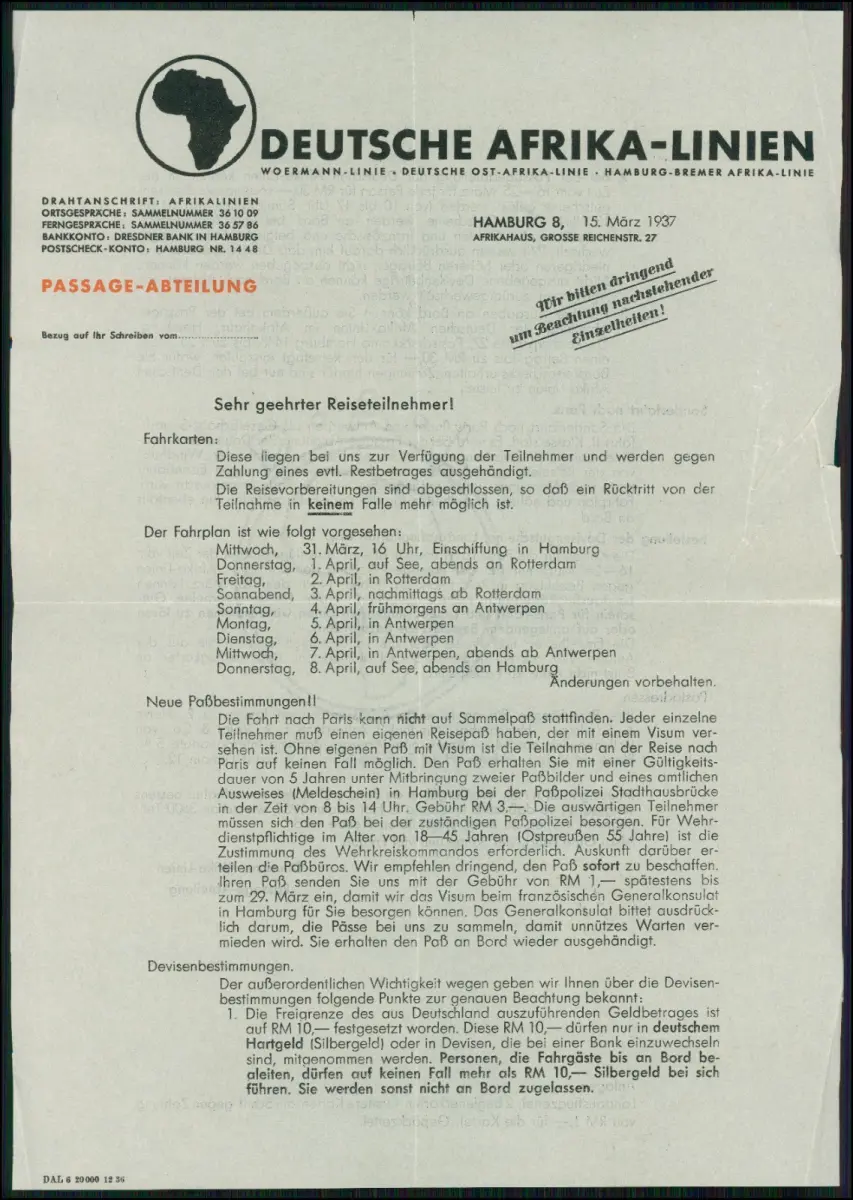 DEUTSCHE AFRIKA-LINIEN
WOERMANN-LINIE • DEUTSCHE OST-AFRIKA-LINIE • HAMBURG-BREMER AFRIKA-LINIE
DRAHTANSCHRIFT: AFRIKALINIEN
ORTSGESPRÄCHE: SAMMELNUMMER 36 10 09
FERNGESPRÄCHE: SAMMELNUMMER 36 57 86
BANKKONTO: DRESDNER BANK IN HAMBURG
POSTSCHECK-KONTO: HAMBURG NR. 1448
HAMBURG 8, 15. März 1937
AFRIKAHAUS, GROSSE REICHENSTR. 27
PASSAGE-ABTEILUNG
Wir bitten dringend
um Beachtung nachstehender
Einzelheiten!
Bezug auf Ihr Schreiben vom
Sehr geehrter Reiseteilnehmer!
Fahrkarten:
Diese liegen bei uns zur Verfügung der Teilnehmer und werden gegen
Zahlung eines evtl. Restbetrages ausgehändigt.
Die Reisevorbereitungen sind abgeschlossen, so daß ein Rücktritt von der
Teilnahme in keinem Falle mehr möglich ist.
Der Fahrplan ist wie folgt vorgesehen:
Mittwoch, 31. März, 16 Uhr, Einschiffung in Hamburg
Donnerstag, 1. April, auf See, abends an Rotterdam
Freitag, 2. April, in Rotterdam
Sonnabend, 3. April, nachmittags ab Rotterdam
Sonntag, 4. April, frühmorgens an Antwerpen
Montag, 5. April, in Antwerpen
Dienstag, 6. April, in Antwerpen
Mittwoch, 7. April, in Antwerpen, abends ab Antwerpen
Donnerstag, 8. April, auf See, abends an Hamburg
Änderungen vorbehalten.
Neue Paßbestimmungen!!
Die Fahrt nach Paris kann nicht auf Sammelpaß stattfinden. Jeder einzelne
Teilnehmer muß einen eigenen Reisepaß haben, der mit einem Visum ver-
sehen ist. Ohne eigenen Paß mit Visum ist die Teilnahme an der Reise nach
Paris auf keinen Fall möglich. Den Paß erhalten Sie mit einer Gültigkeits-
dauer von 5 Jahren unter Mitbringung zweier Paßbilder und eines amtlichen
Ausweises (Meldeschein) in Hamburg bei der Paßpolizei Stadthausbrücke
in der Zeit von 8 bis 14 Uhr. Gebühr RM 3.—. Die auswärtigen Teilnehmer
müssen sich den Paß bei der zuständigen Paßpolizei besorgen. Für Wehr-
dienstpflichtige im Alter von 18—45 Jahren (Ostpreußen 55 Jahre) ist die
Zustimmung des Wehrkreiskommandos erforderlich. Auskunft darüber er-
teilen die Paßbüros. Wir empfehlen dringend, den Paß sofort zu beschaffen.
Ihren Paß senden Sie uns mit der Gebühr von RM 1,— spätestens bis
zum 29. März ein, damit wir das Visum beim französischen Generalkonsulat
in Hamburg für Sie besorgen können. Das Generalkonsulat bittet ausdrück-
lich darum, die Pässe bei uns zu sammeln, damit unnützes Warten ver-
mieden wird. Sie erhalten den Paß an Bord wieder ausgehändigt.
Devisenbestimmungen.
Der außerordentlichen Wichtigkeit wegen geben wir Ihnen über die Devisen-
bestimmungen folgende Punkte zur genauen Beachtung bekannt:
1. Die Freigrenze des aus Deutschland auszuführenden Geldbetrages ist
auf RM 10,— festgesetzt worden. Diese RM 10,— dürfen nur in deutschem
Hartgeld (Silbergeld) oder in Devisen, die bei einer Bank einzuwechseln
sind, mitgenommen werden. Personen, die Fahrgäste bis an Bord be-
gleiten, dürfen auf keinen Fall mehr als RM 10,— Silbergeld bei sich
führen. Sie werden sonst nicht an Bord zugelassen.
DAL 6 20000 12 36